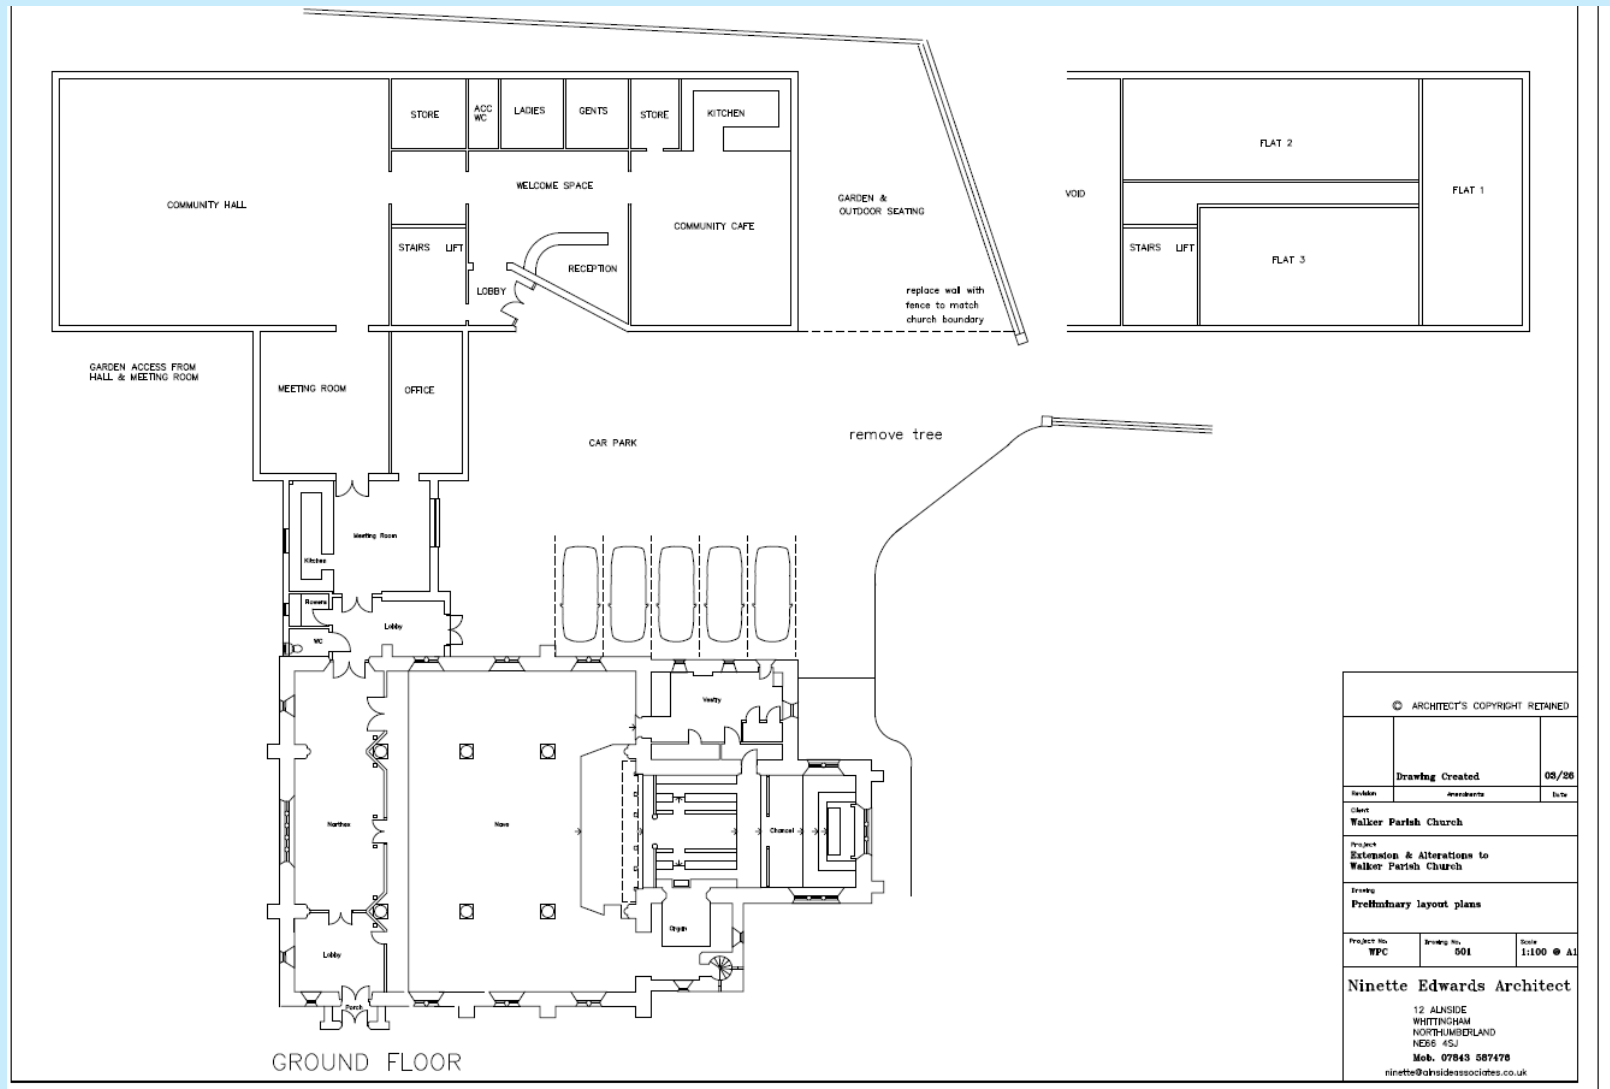 STORE
ACC
WC
LADIES
GENTS
STORE
KITCHEN
COMMUNITY HALL
WELCOME SPACE
COMMUNITY CAFE
STAIRS LIFT
RECEPTION
LOBBY
GARDEN &
OUTDOOR SEATING
replace wall with
fence to match
church boundary
VOID
FLAT 2
FLAT 1
STAIRS LIFT
FLAT 3
GARDEN ACCESS FROM
HALL & MEETING ROOM
MEETING ROOM
OFFICE
CAR PARK
remove tree
Meeting Room
Kitchen
Flowers
Lobby
WC
Vestry
Narthex
Nave
Chancel
Organ
Lobby
Porch
GROUND FLOOR
© ARCHITECT'S COPYRIGHT RETAINED
Drawing Created 03/26
Revision Amendments Date
Client
Walker Parish Church
Project
Extension & Alterations to
Walker Parish Church
Drawing
Preliminary layout plans
Project No. Drawing No. Scale
WPC 501 1:100 @ A1
Ninette Edwards Architect
12 ALNSIDE
WHITTINGHAM
NORTHUMBERLAND
NE66 4SJ
Mob. 07843 587478
ninette@alnsideassociates.co.uk